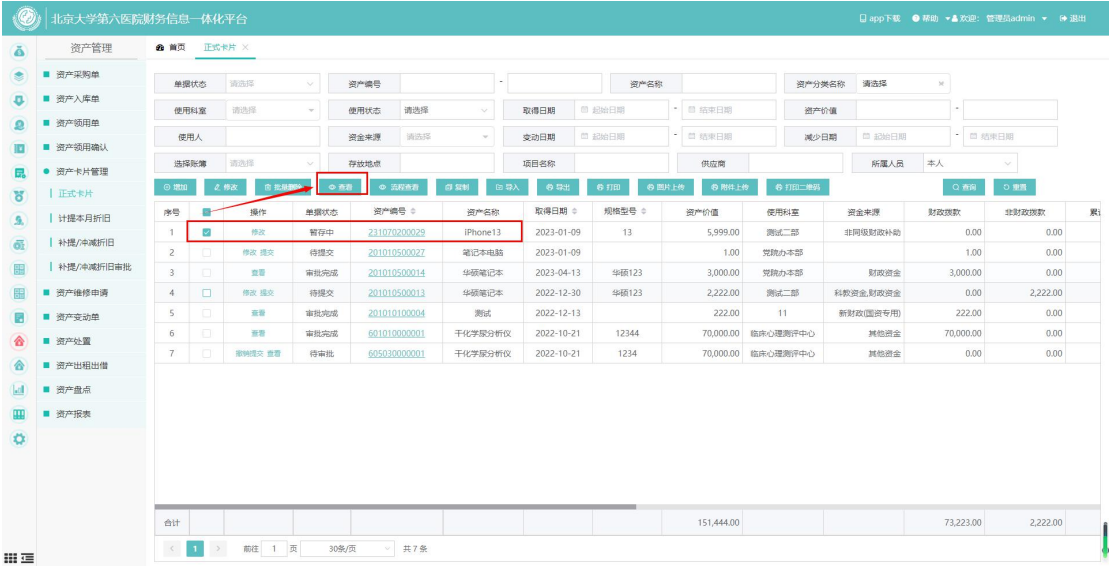 北京大学第六医院财务信息一体化平台
app下载 帮助 欢迎: 管理员admin 退出
资产管理 首页 正式卡片 ×
资产采购单
资产入库单
资产领用单
资产领用确认
资产卡片管理
正式卡片
计提本月折旧
补提/冲减折旧
补提/冲减折旧审批
资产维修申请
资产变动单
资产处置
资产出租出借
资产盘点
资产报表
单据状态 请选择 资产编号 - 资产名称 资产分类名称 请选择
使用科室 请选择 使用状态 请选择 取得日期 起始日期 - 结束日期 资产价值 -
使用人 资金来源 请选择 变动日期 起始日期 - 结束日期 减少日期 起始日期 - 结束日期
选择账簿 请选择 存放地点 项目名称 供应商 所属人员 本人
增加 修改 批量删除 查看 流程查看 复制 导入 导出 打印 图片上传 附件上传 打印二维码 查询 重置
序号 操作 单据状态 资产编号 资产名称 取得日期 规格型号 资产价值 使用科室 资金来源 财政拨款 非财政拨款 累
1 修改 暂存中 231070200029 iPhone13 2023-01-09 13 5,999.00 测试二部 非同级财政补助 0.00 0.00
2 修改 提交 待提交 201010500027 笔记本电脑 2023-01-09 1.00 党院办本部 1.00 0.00
3 查看 审批完成 201010500014 华硕笔记本 2023-04-13 华硕123 3,000.00 党院办本部 财政资金 3,000.00 0.00
4 修改 提交 待提交 201010500013 华硕笔记本 2022-12-30 华硕123 2,222.00 测试二部 科教资金,财政资金 0.00 2,222.00
5 查看 审批完成 201010100004 测试 2022-12-13 222.00 11 新财政(国资专用) 222.00 0.00
6 查看 审批完成 601010000001 干化学尿分析仪 2022-10-21 12344 70,000.00 临床心理测评中心 其他资金 70,000.00 0.00
7 撤销提交 查看 待审批 605030000001 干化学尿分析仪 2022-10-21 1234 70,000.00 临床心理测评中心 其他资金 0.00 0.00
合计 151,444.00 73,223.00 2,222.00
< 1 > 前往 1 页 30条/页 共 7 条